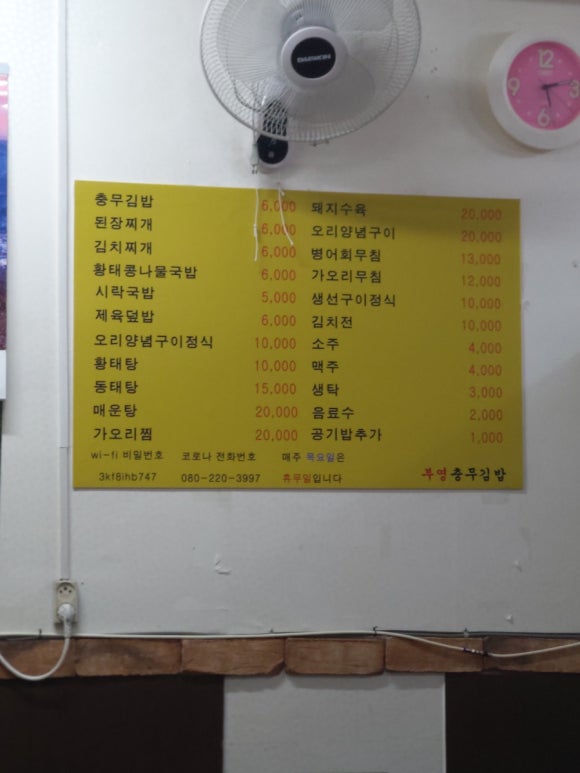 DAEWOON
12
3
6
9
충무김밥 6,000
된장찌개 6,000
김치찌개 6,000
황태콩나물국밥 6,000
시락국밥 5,000
제육덮밥 6,000
오리양념구이정식 10,000
황태탕 10,000
동태탕 15,000
매운탕 20,000
가오리찜 20,000
돼지수육 20,000
오리양념구이 20,000
병어회무침 13,000
가오리무침 12,000
생선구이정식 10,000
김치전 10,000
소주 4,000
맥주 4,000
생탁 3,000
음료수 2,000
공기밥추가 1,000
wi-fi 비밀번호
3kf8ihb747
코로나 전화번호
080-220-3997
매주 목요일은
휴무일입니다
부영충무김밥